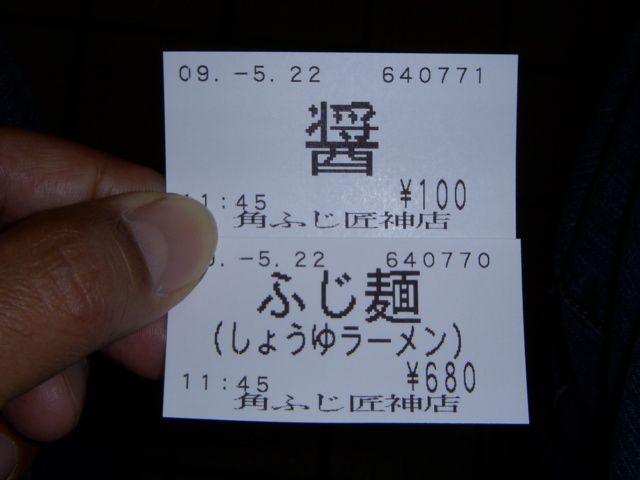 09. -5.22 640771
醤
11:45 ¥100
角ふじ匠神店
9. -5.22 640770
ふじ麺
(しょうゆラーメン)
11:45 ¥680
角ふじ匠神店